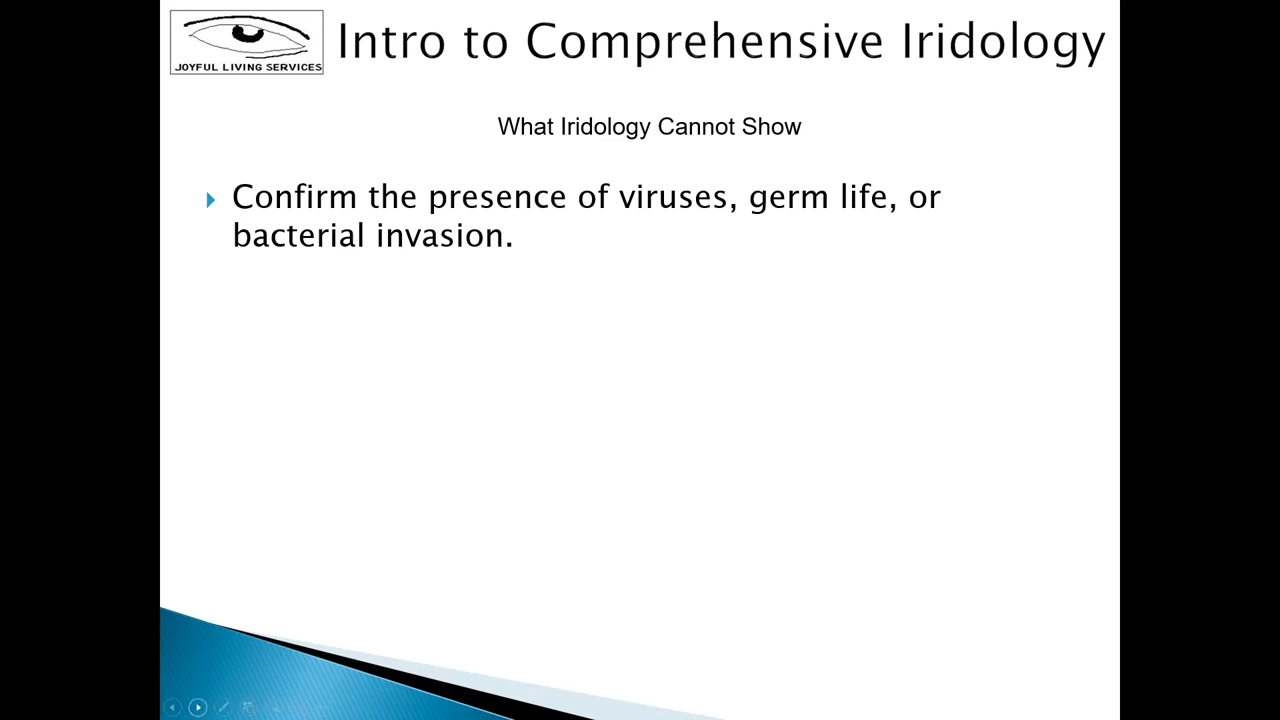 JOYFUL LIVING SERVICES
Intro to Comprehensive Iridology
What Iridology Cannot Show
Confirm the presence of viruses, germ life, or
bacterial invasion.